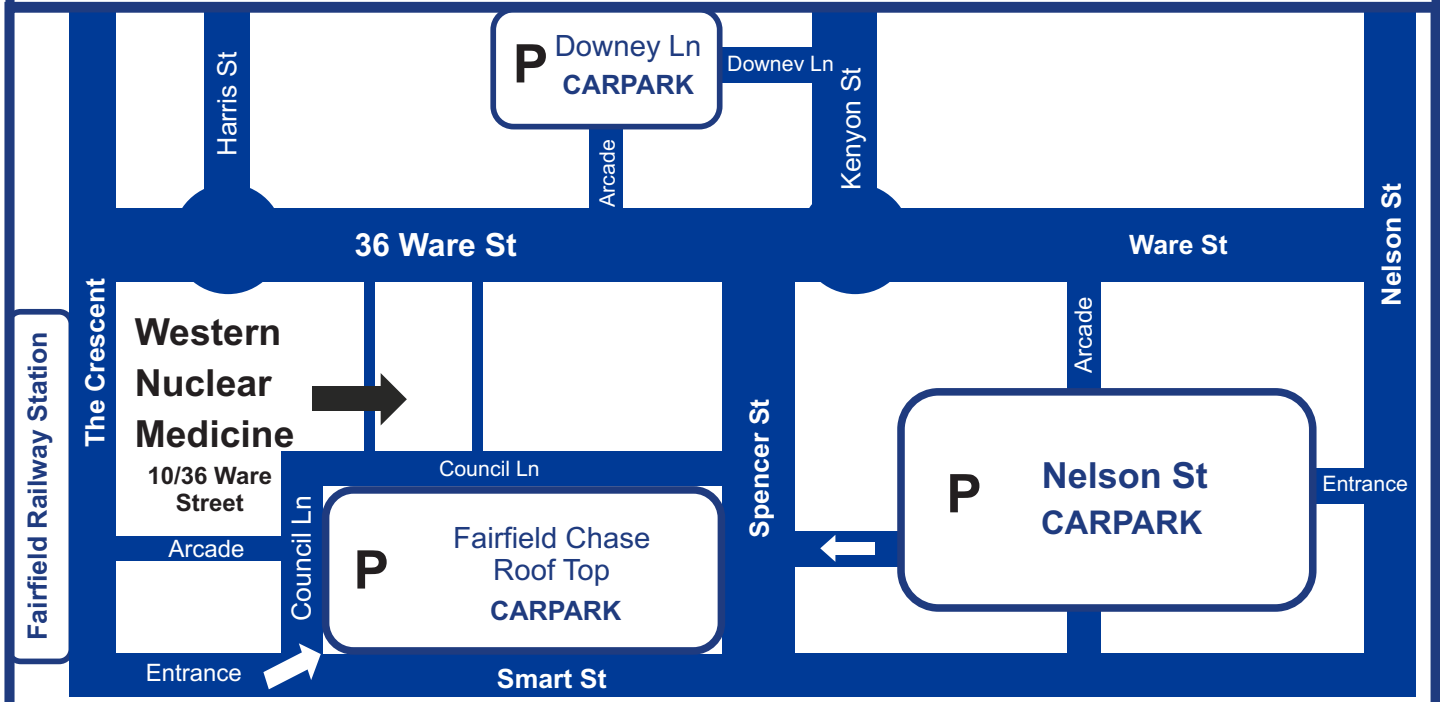 P
Downey Ln
CARPARK
Downev Ln
Harris St
Kenyon St
Arcade
36 Ware St
Ware St
Nelson St
The Crescent
Fairfield Railway Station
Western
Nuclear
Medicine
10/36 Ware
Street
Arcade
Council Ln
Council Ln
Spencer St
Arcade
P
Nelson St
CARPARK
Entrance
P
Fairfield Chase
Roof Top
CARPARK
Entrance
Smart St